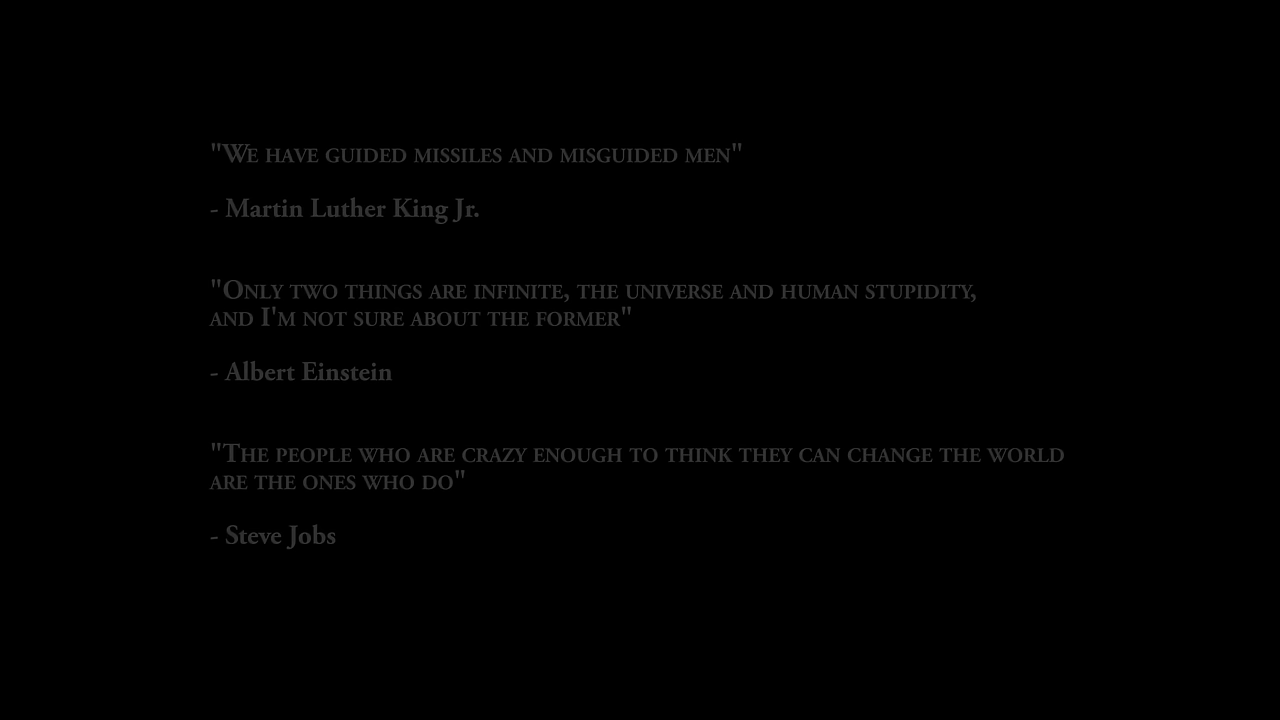 "We have guided missiles and misguided men"
- Martin Luther King Jr.
"Only two things are infinite, the universe and human stupidity,
and I'm not sure about the former"
- Albert Einstein
"The people who are crazy enough to think they can change the world
are the ones who do"
- Steve Jobs